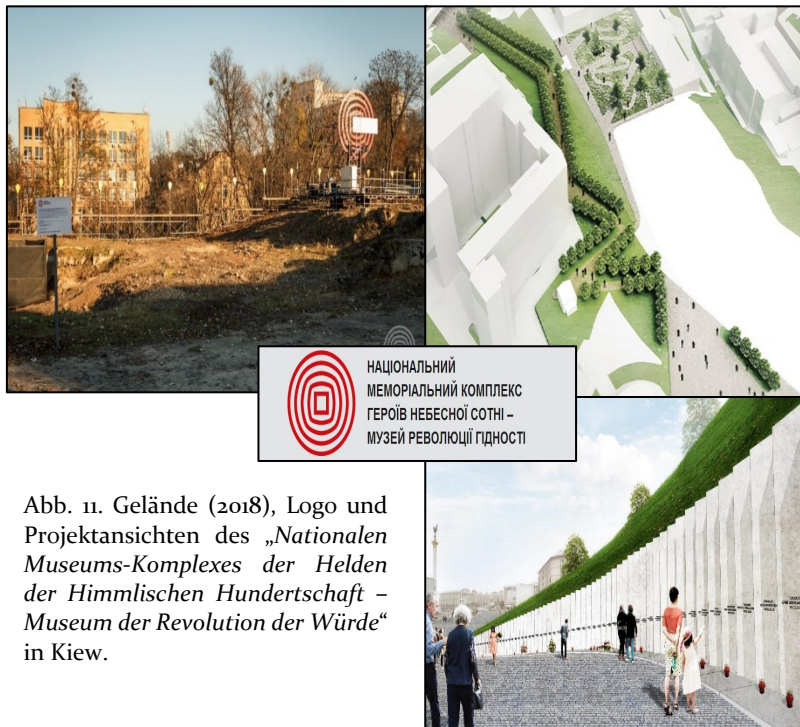 НАЦІОНАЛЬНИЙ
МЕМОРІАЛЬНИЙ КОМПЛЕКС
ГЕРОЇВ НЕБЕСНОЇ СОТНІ –
МУЗЕЙ РЕВОЛЮЦІЇ ГІДНОСТІ
Abb. 11. Gelände (2018), Logo und
Projektansichten des „Nationalen
Museums-Komplexes der Helden
der Himmlischen Hundertschaft –
Museum der Revolution der Würde“
in Kiew.